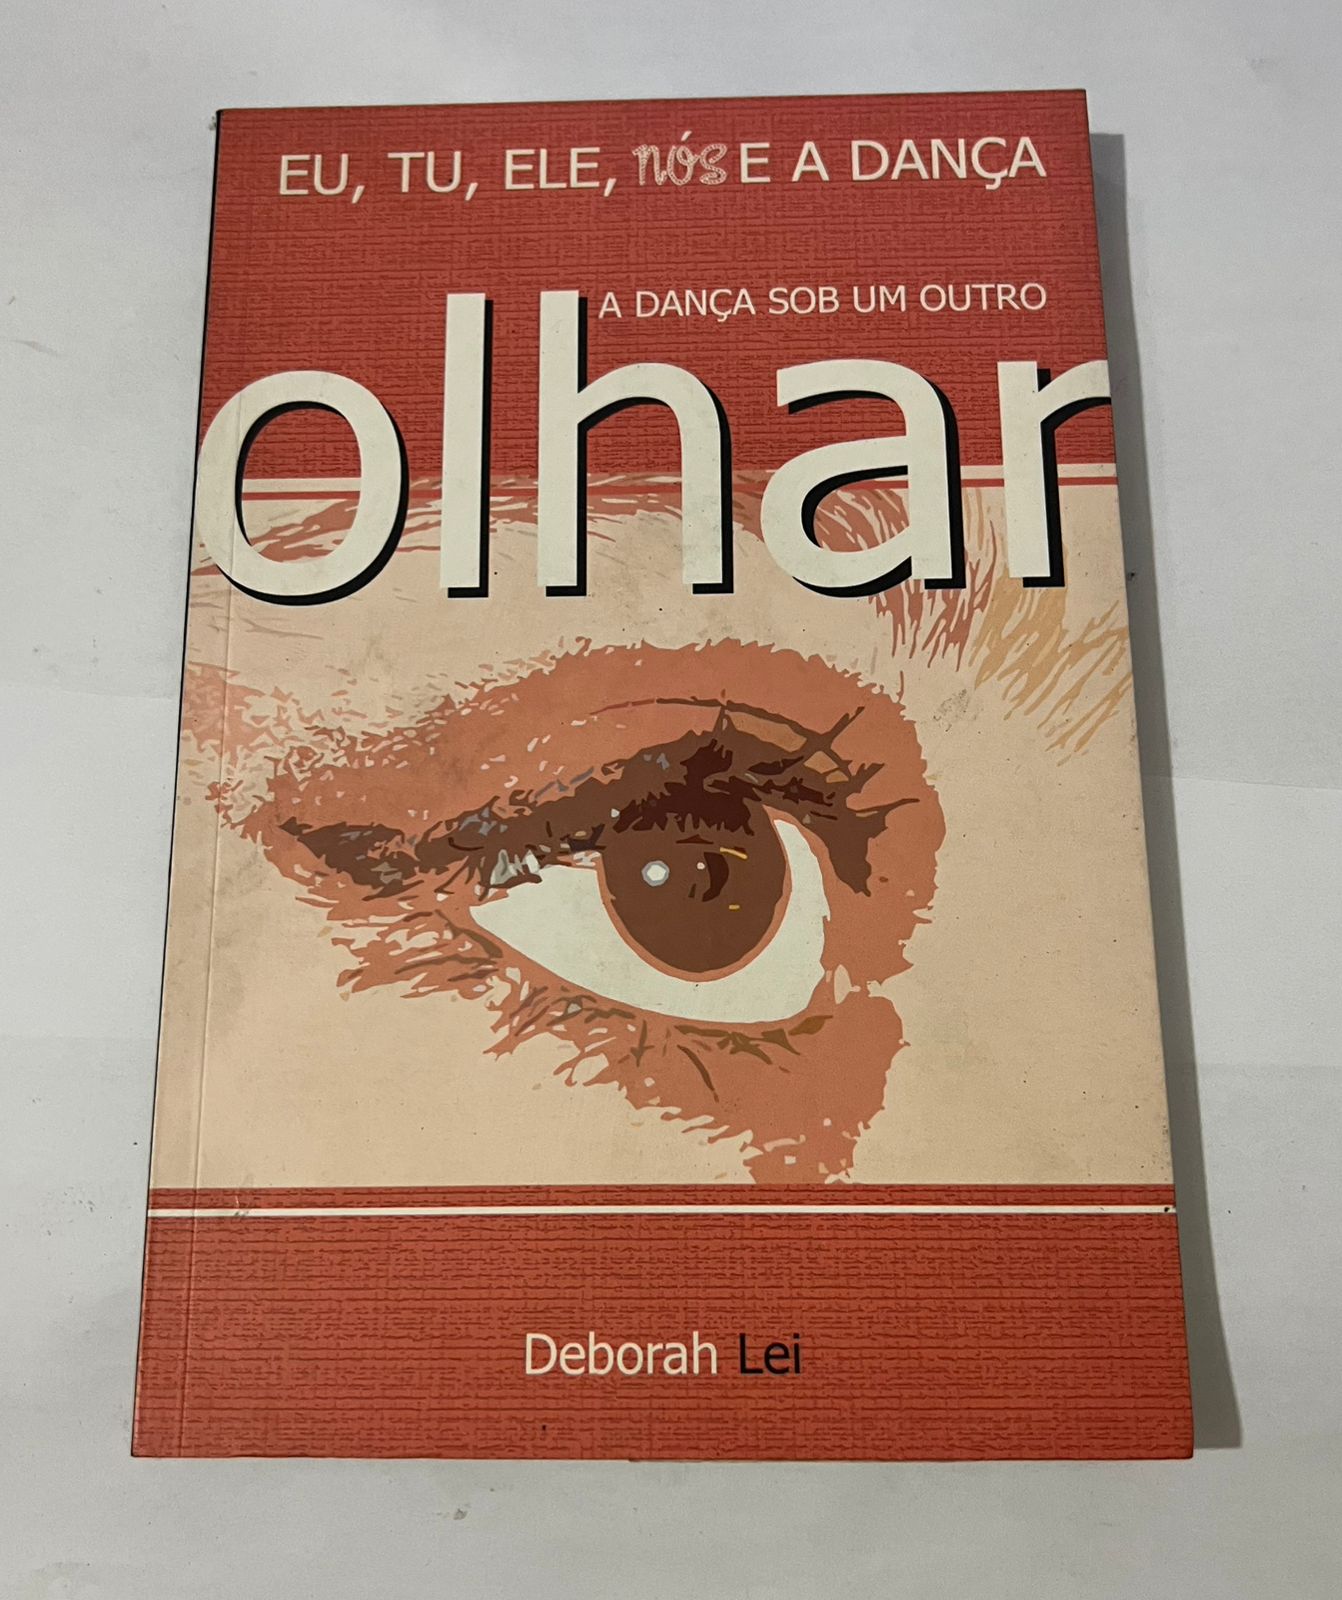 EU, TU, ELE, nós E A DANÇA
A DANÇA SOB UM OUTRO
olhar
Deborah Lei